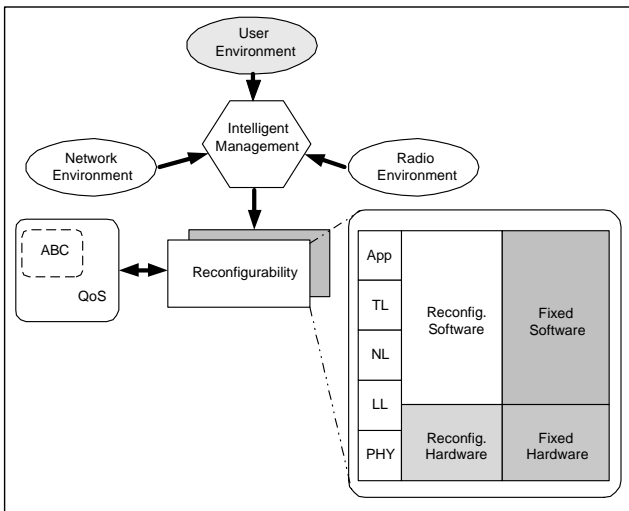 User
Environment
Intelligent
Management
Network
Environment
Radio
Environment
ABC
QoS
Reconfigurability
App
TL
NL
LL
PHY
Reconfig.
Software
Fixed
Software
Reconfig.
Hardware
Fixed
Hardware